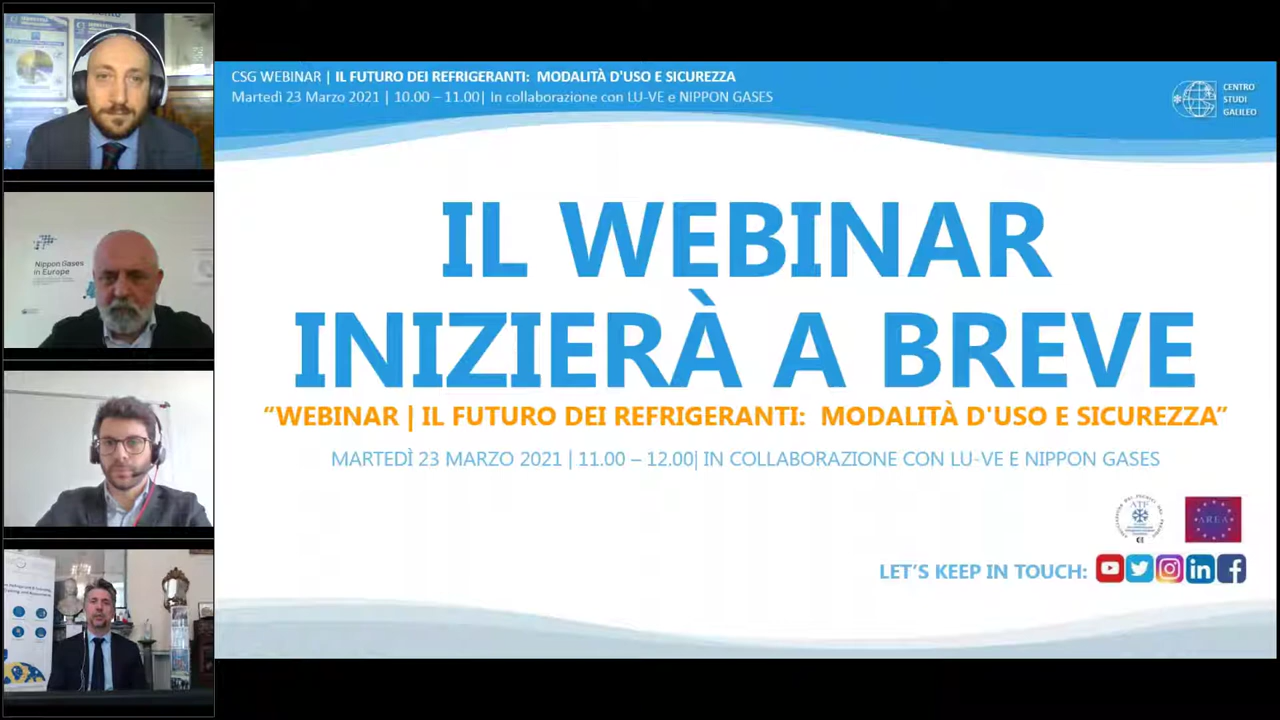 CSG WEBINAR | IL FUTURO DEI REFRIGERANTI: MODALITÀ D'USO E SICUREZZA
Martedì 23 Marzo 2021 | 10.00 – 11.00| In collaborazione con LU-VE e NIPPON GASES
CENTRO
STUDI
GALILEO
IL WEBINAR
INIZIERÀ A BREVE
“WEBINAR | IL FUTURO DEI REFRIGERANTI: MODALITÀ D'USO E SICUREZZA”
MARTEDÌ 23 MARZO 2021 | 11.00 – 12.00| IN COLLABORAZIONE CON LU-VE E NIPPON GASES
ATF
AREA
LET'S KEEP IN TOUCH:
Nippon Gases
in Europe